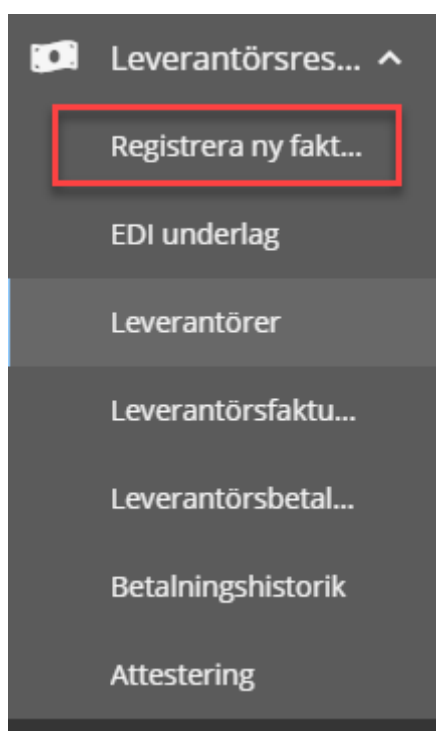 Leverantörsres...
Registrera ny fakt...
EDI underlag
Leverantörer
Leverantörsfaktu...
Leverantörsbetal...
Betalningshistorik
Attestering